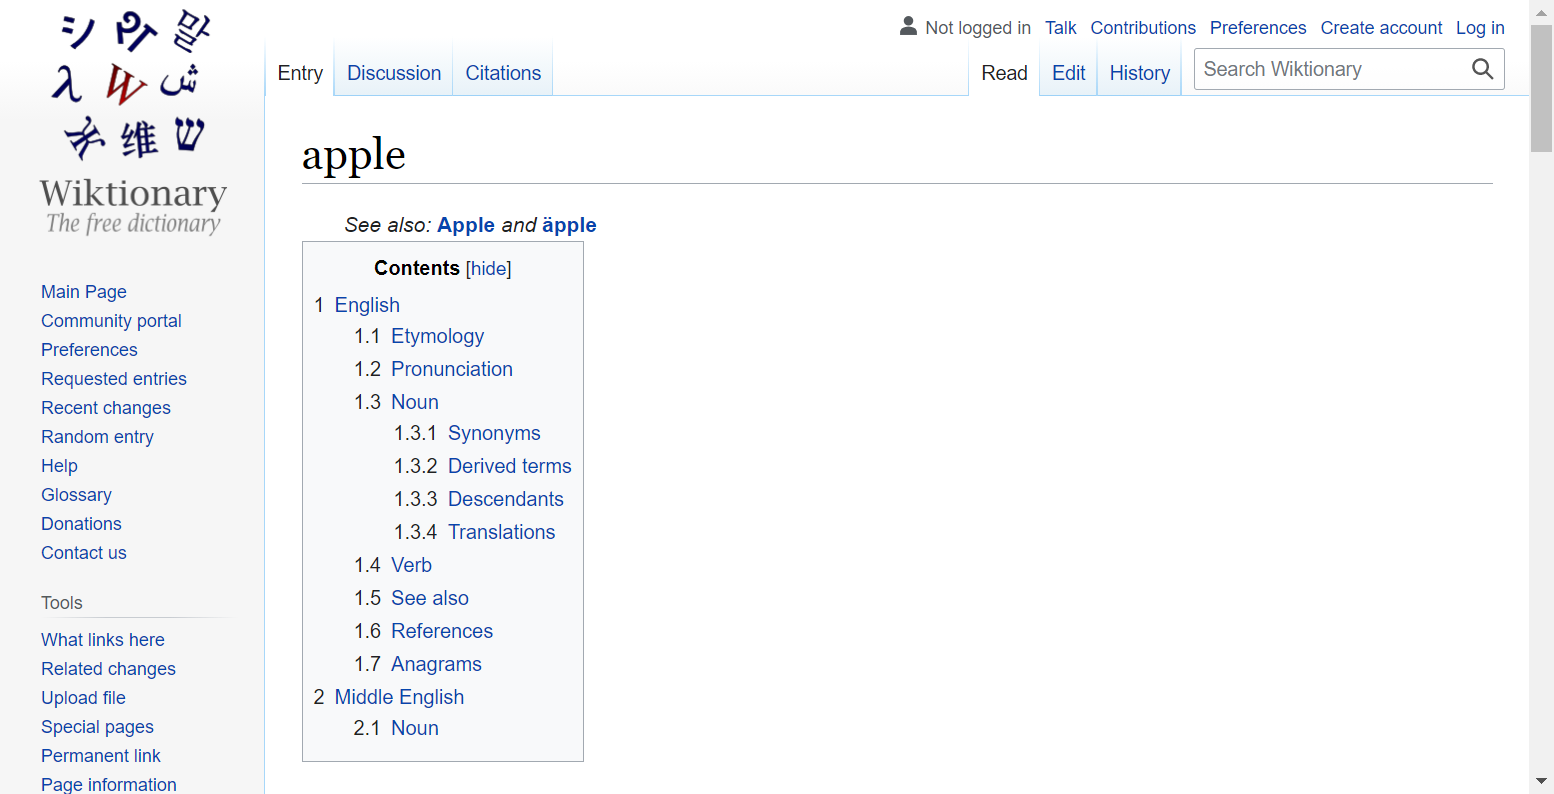 シ
말
λ
W
ش
维
ש
Wiktionary
The free dictionary
Main Page
Community portal
Preferences
Requested entries
Recent changes
Random entry
Help
Glossary
Donations
Contact us
Tools
What links here
Related changes
Upload file
Special pages
Permanent link
Page information
Not logged in Talk Contributions Preferences Create account Log in
Entry Discussion Citations Read Edit History Search Wiktionary
apple
See also: Apple and äpple
Contents [hide]
1 English
1.1 Etymology
1.2 Pronunciation
1.3 Noun
1.3.1 Synonyms
1.3.2 Derived terms
1.3.3 Descendants
1.3.4 Translations
1.4 Verb
1.5 See also
1.6 References
1.7 Anagrams
2 Middle English
2.1 Noun